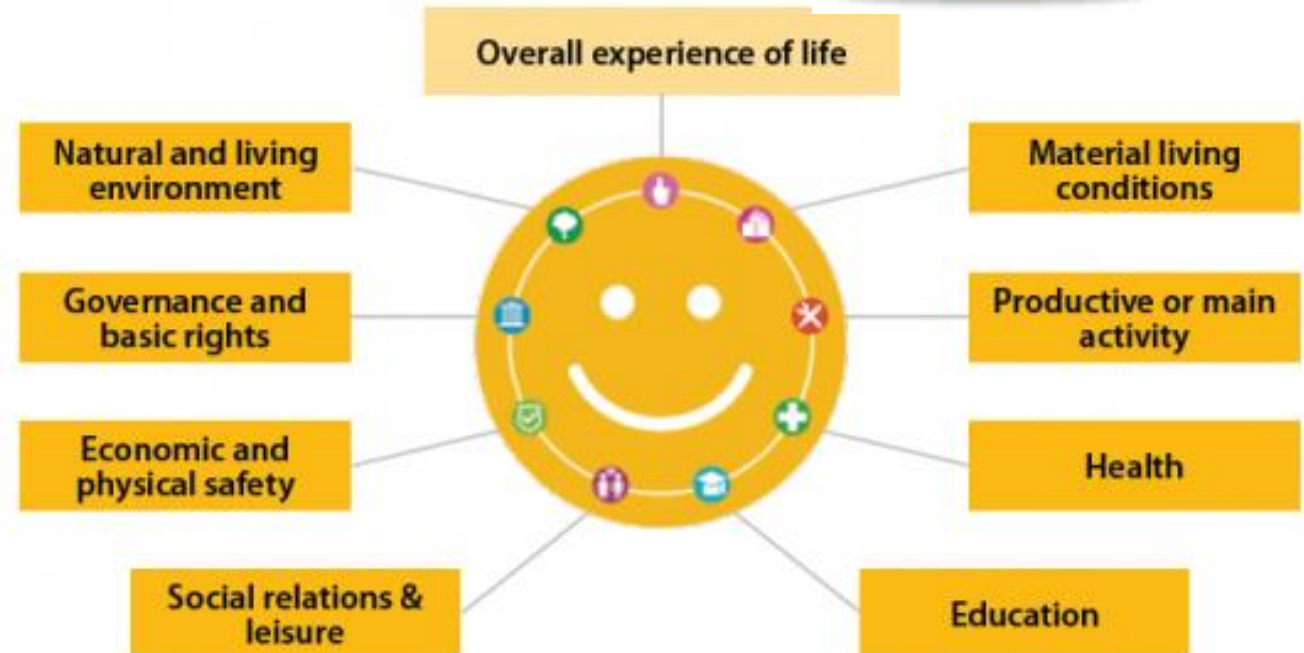 Overall experience of life
Natural and living
environment
Material living
conditions
Governance and
basic rights
Productive or main
activity
Economic and
physical safety
Health
Social relations &
leisure
Education